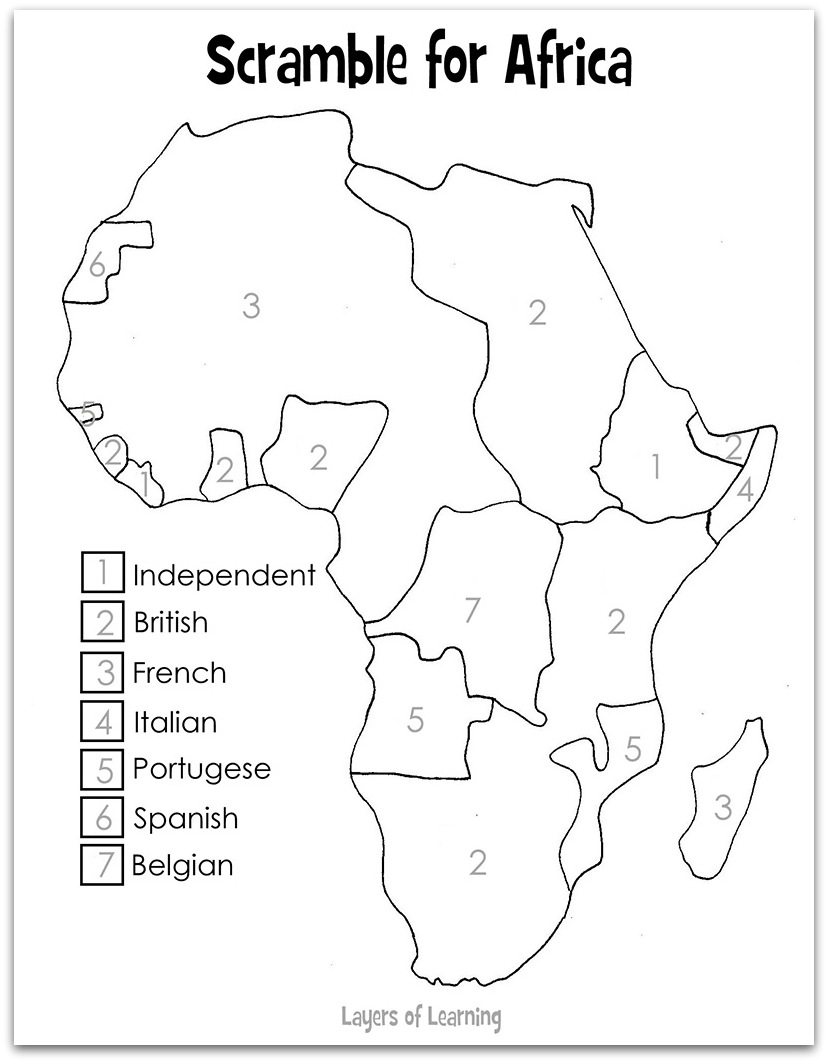 Scramble for Africa
6
3
2
5
2
1
2
2
1
2
4
1 Independent
7
2 British
2
3 French
4 Italian
5
5 Portugese
5
3
6 Spanish
7 Belgian
2
Layers of Learning